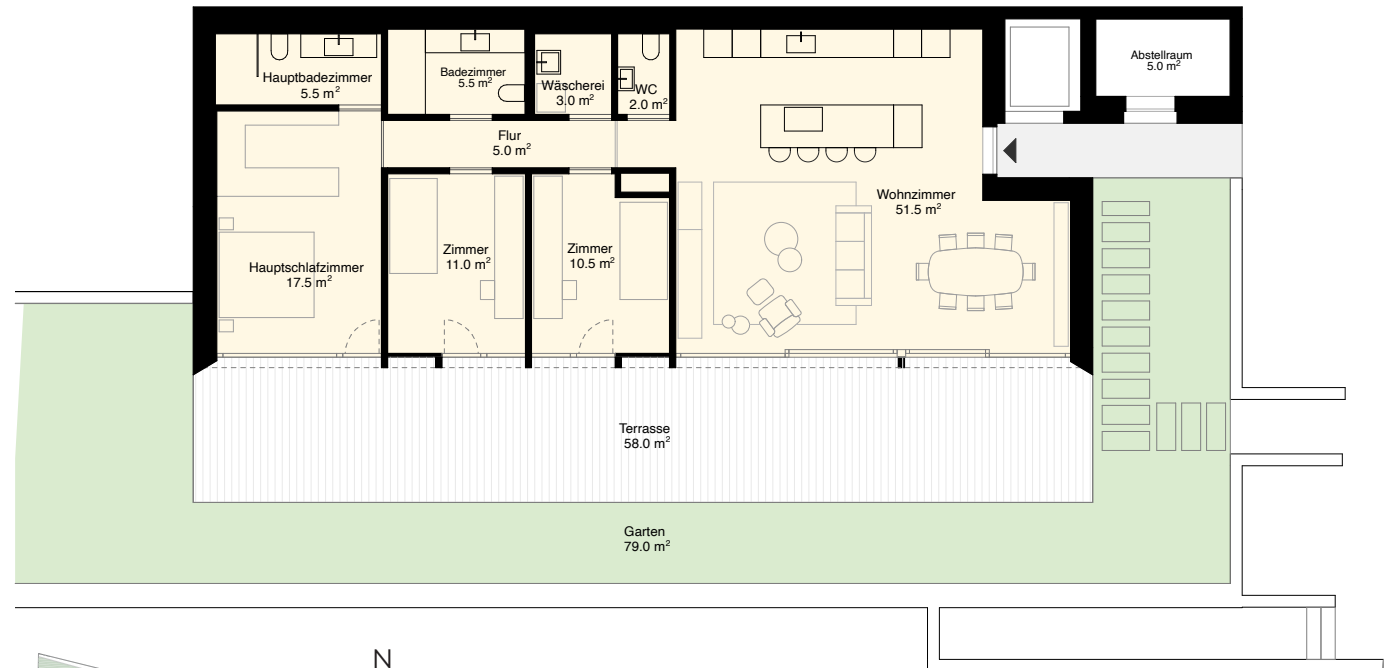 Hauptbadezimmer
5.5 m²
Badezimmer
5.5 m²
Wäscherei
3.0 m²
WC
2.0 m²
Abstellraum
5.0 m²
Flur
5.0 m²
Wohnzimmer
51.5 m²
Hauptschlafzimmer
17.5 m²
Zimmer
11.0 m²
Zimmer
10.5 m²
Terrasse
58.0 m²
Garten
79.0 m²
N